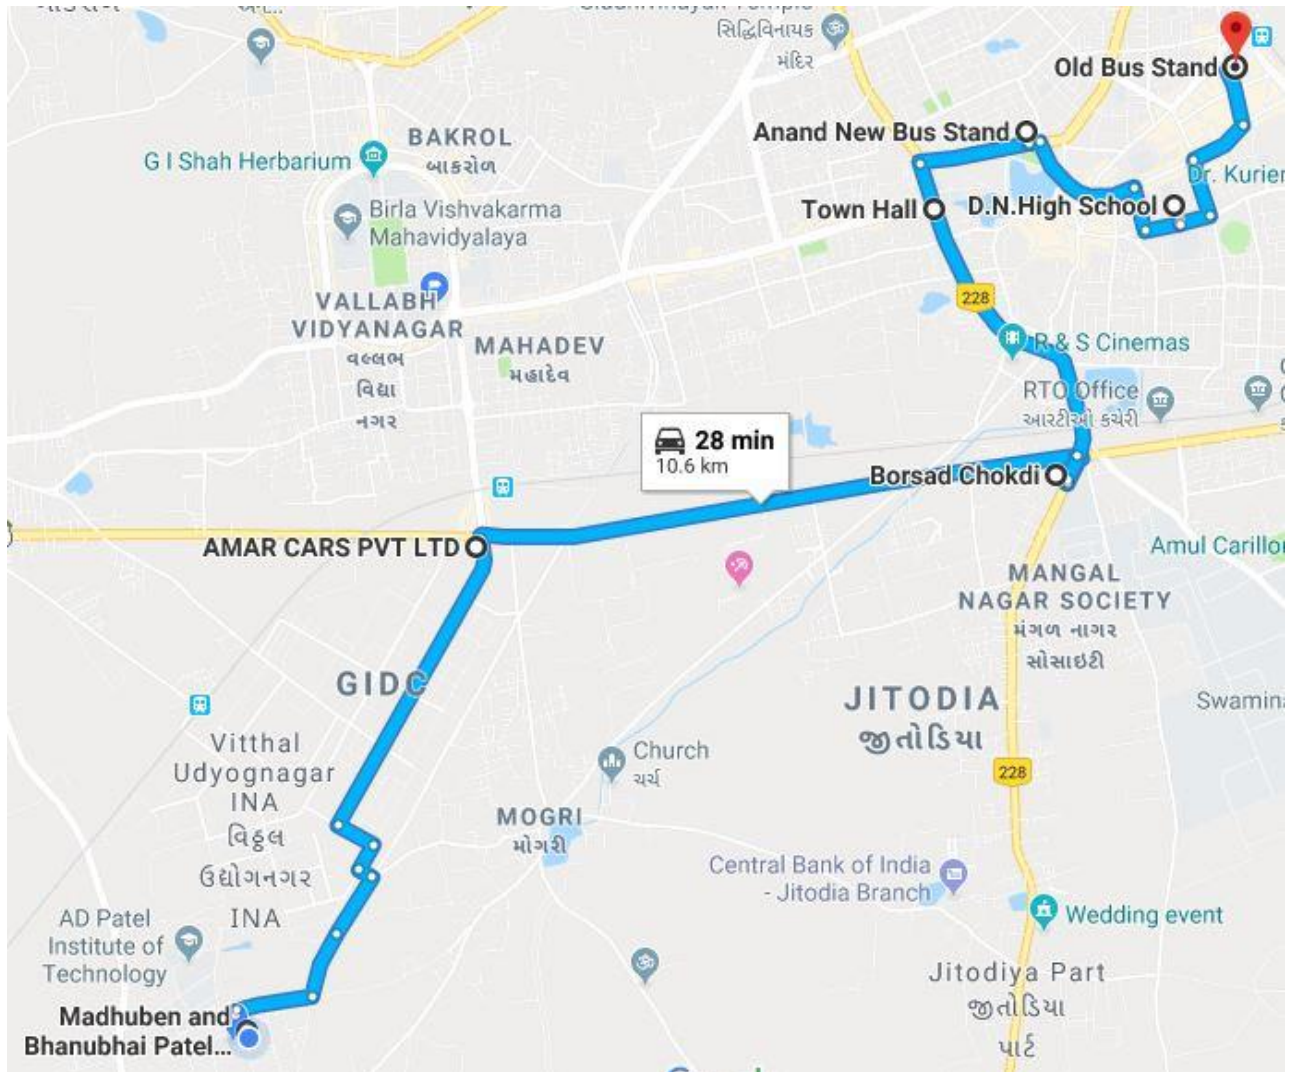 સિદ્ધિવિનાયક
મંદિર
Old Bus Stand
BAKROL
બાકરોળ
Anand New Bus Stand
G I Shah Herbarium
Dr. Kurier
Birla Vishvakarma
Mahavidyalaya
Town Hall
D.N.High School
VALLABH
VIDYANAGAR
વલ્લભ
વિદ્યા
નગર
228
MAHADEV
મહાદેવ
R & S Cinemas
RTO Office
આરટીઓ કચેરી
28 min
10.6 km
Borsad Chokdi
AMAR CARS PVT LTD
Amul Carillo
MANGAL
NAGAR SOCIETY
મંગળ નાગર
સોસાઇટી
GIDC
JITODIA
જીતોડિયા
Swamin
Vitthal
Udyognagar
INA
વિઠ્ઠલ
ઉદ્યોગનગર
INA
Church
ચર્ચ
228
MOGRI
મોગરી
Central Bank of India
- Jitodia Branch
AD Patel
Institute of
Technology
Wedding event
Jitodiya Part
જીતોડિયા
પાર્ટ
Madhuben and
Bhanubhai Patel...